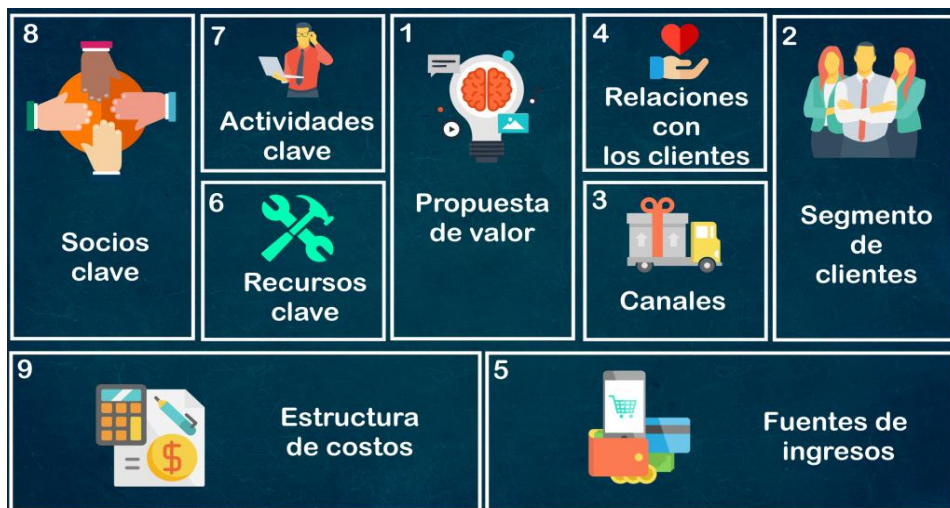 8
Socios
clave
7
Actividades
clave
6
Recursos
clave
1
Propuesta
de valor
4
Relaciones
con
los clientes
3
Canales
2
Segmento
de
clientes
9
Estructura
de costos
5
Fuentes de
ingresos